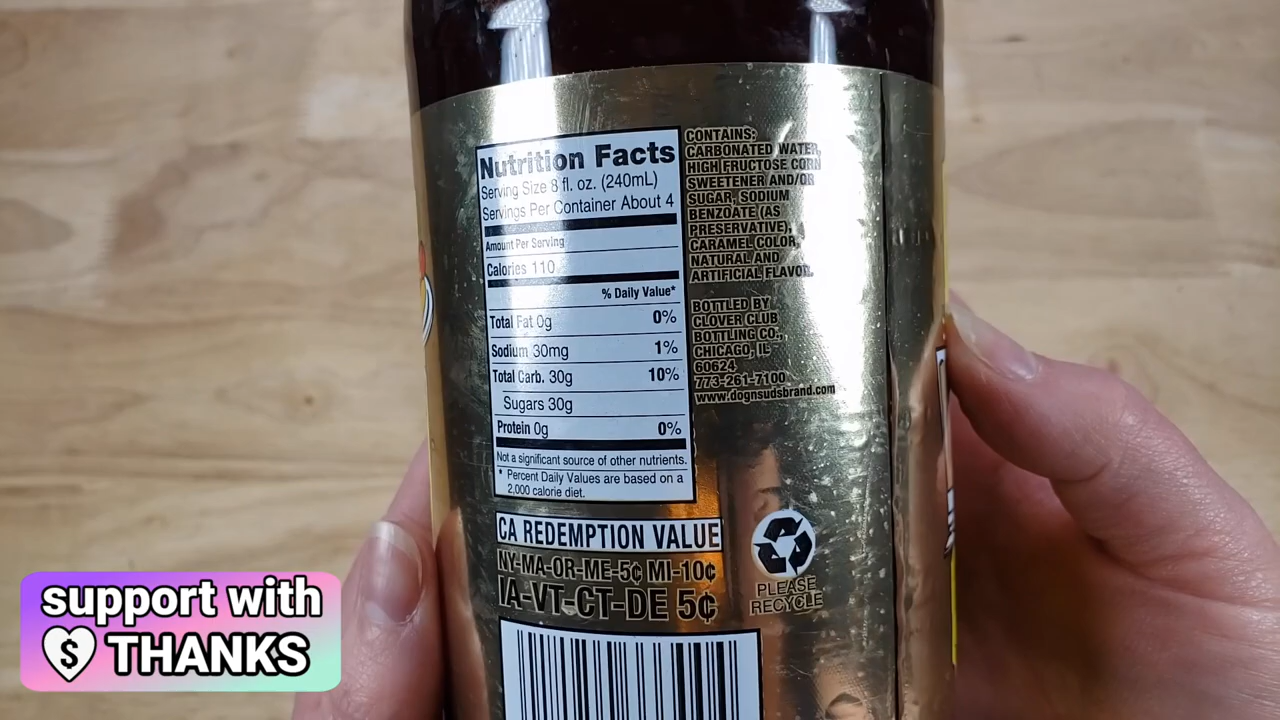 Nutrition Facts
Serving Size 8 fl. oz. (240mL)
Servings Per Container About 4
Amount Per Serving
Calories 110
% Daily Value*
Total Fat 0g 0%
Sodium 30mg 1%
Total Carb. 30g 10%
Sugars 30g
Protein 0g 0%
Not a significant source of other nutrients.
* Percent Daily Values are based on a
2,000 calorie diet.
CONTAINS:
CARBONATED WATER,
HIGH FRUCTOSE CORN
SWEETENER AND/OR
SUGAR, SODIUM
BENZOATE (AS
PRESERVATIVE),
CARAMEL COLOR,
NATURAL AND
ARTIFICIAL FLAVOR.
BOTTLED BY
CLOVER CLUB
BOTTLING CO.,
CHICAGO, IL
60624
773-261-7100
www.dognsudsbrand.com
CA REDEMPTION VALUE
NY-MA-OR-ME-5¢ MI-10¢
IA-VT-CT-DE 5¢
PLEASE
RECYCLE
support with
$ THANKS